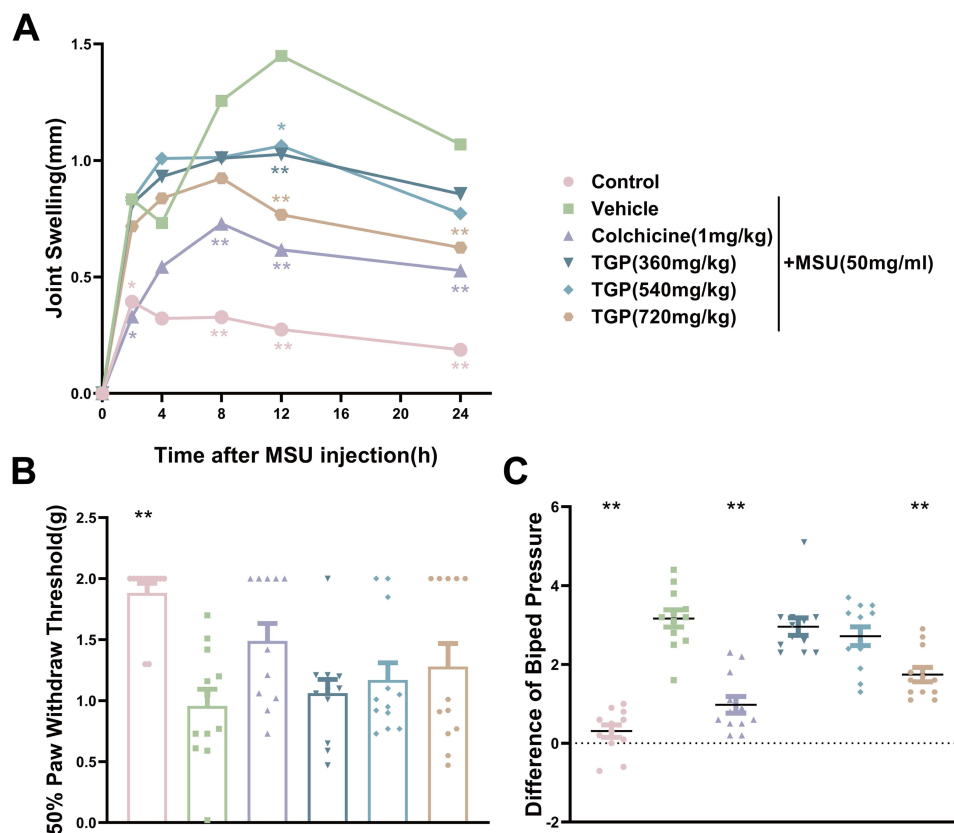 A
Joint Swelling(mm)
1.5
1.0
0.5
0.0
*
*
**
**
**
**
**
**
**
*
**
**
**
0 4 8 12 16 20 24
Time after MSU injection(h)
Control
Vehicle
Colchicine(1mg/kg)
TGP(360mg/kg)
TGP(540mg/kg)
TGP(720mg/kg)
+MSU(50mg/ml)
B
50% Paw Withdraw Threshold(g)
2.5
2.0
1.5
1.0
0.5
0.0
**
C
Difference of Biped Pressure
6
4
2
0
-2
** ** **